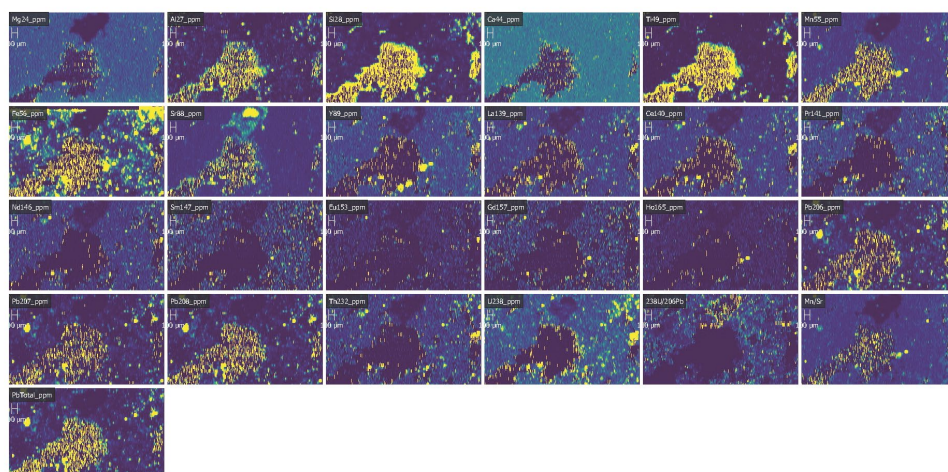 Mg24_ppm Al27_ppm Si28_ppm Ca44_ppm Ti49_ppm Mn55_ppm
Fe56_ppm Sr88_ppm Y89_ppm La139_ppm Ce140_ppm Pr141_ppm
Nd146_ppm Sm147_ppm Eu153_ppm Gd157_ppm Ho165_ppm Pb206_ppm
Pb207_ppm Pb208_ppm Th232_ppm U238_ppm 238U/206Pb Mn/Sr
PbTotal_ppm